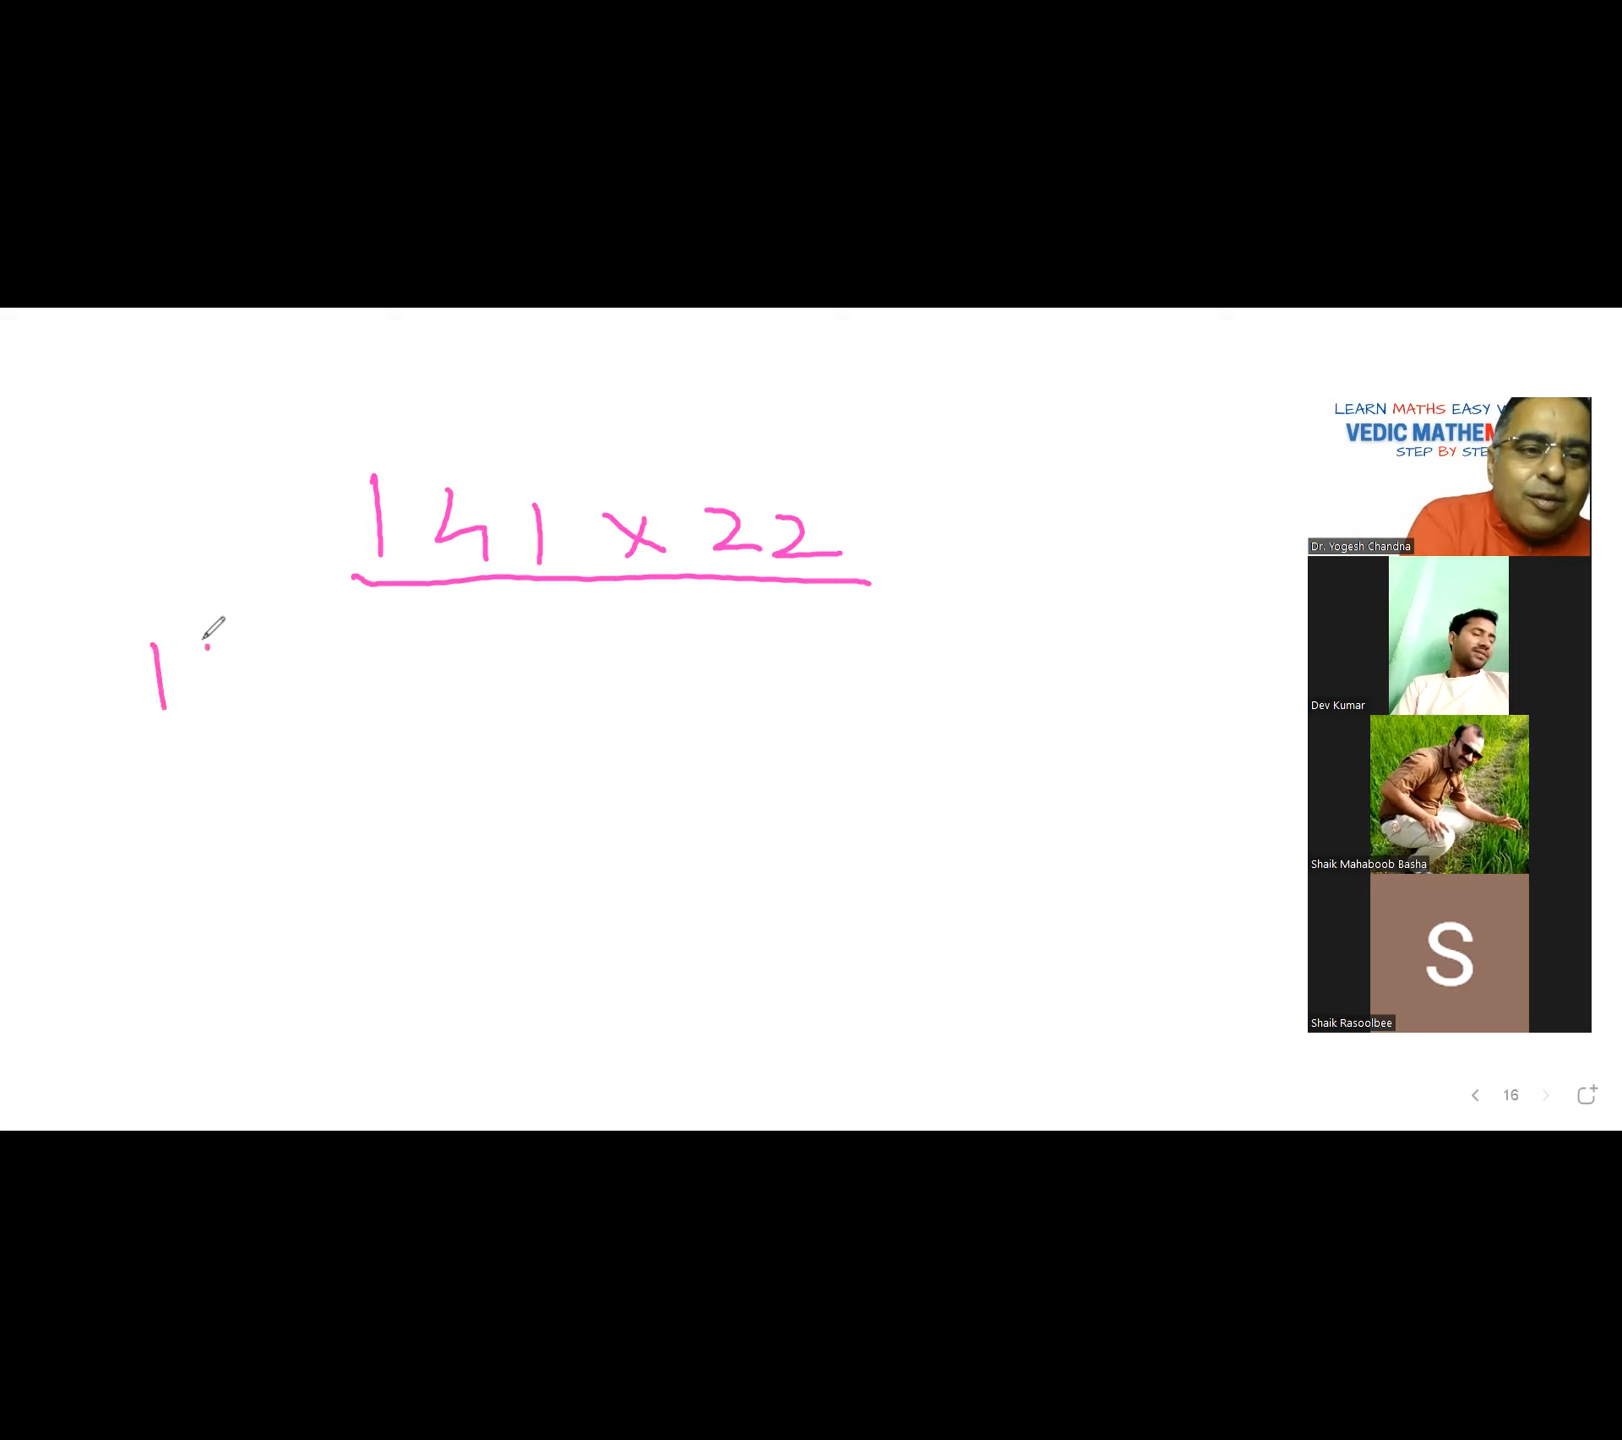 141 x 22
1
LEARN MATHS EASY
VEDIC MATHE
STEP BY STE
Dr. Yogesh Chandna
Dev Kumar
Shaik Mahaboob Basha
S
Shaik Rasoolbee
16